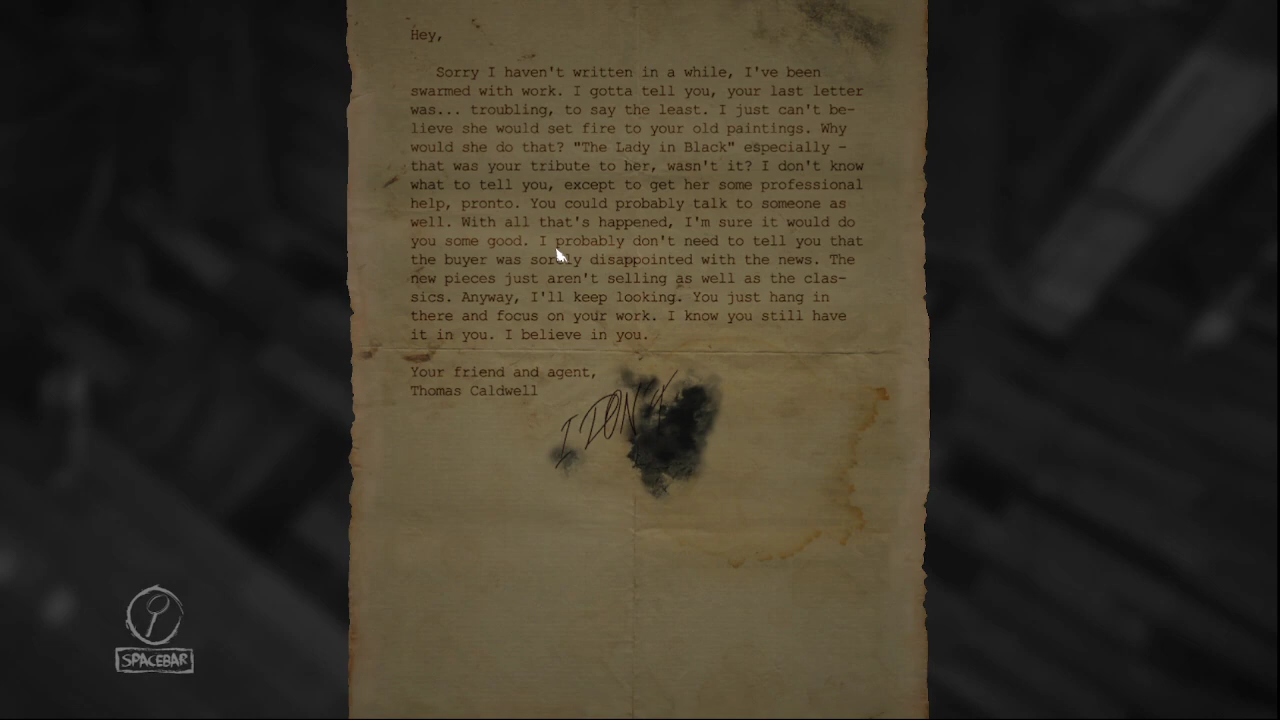 Hey,
Sorry I haven't written in a while, I've been
swarmed with work. I gotta tell you, your last letter
was... troubling, to say the least. I just can't be-
lieve she would set fire to your old paintings. Why
would she do that? "The Lady in Black" especially -
that was your tribute to her, wasn't it? I don't know
what to tell you, except to get her some professional
help, pronto. You could probably talk to someone as
well. With all that's happened, I'm sure it would do
you some good. I probably don't need to tell you that
the buyer was sorely disappointed with the news. The
new pieces just aren't selling as well as the clas-
sics. Anyway, I'll keep looking. You just hang in
there and focus on your work. I know you still have
it in you. I believe in you.
Your friend and agent,
Thomas Caldwell
I DON'T
SPACEBAR